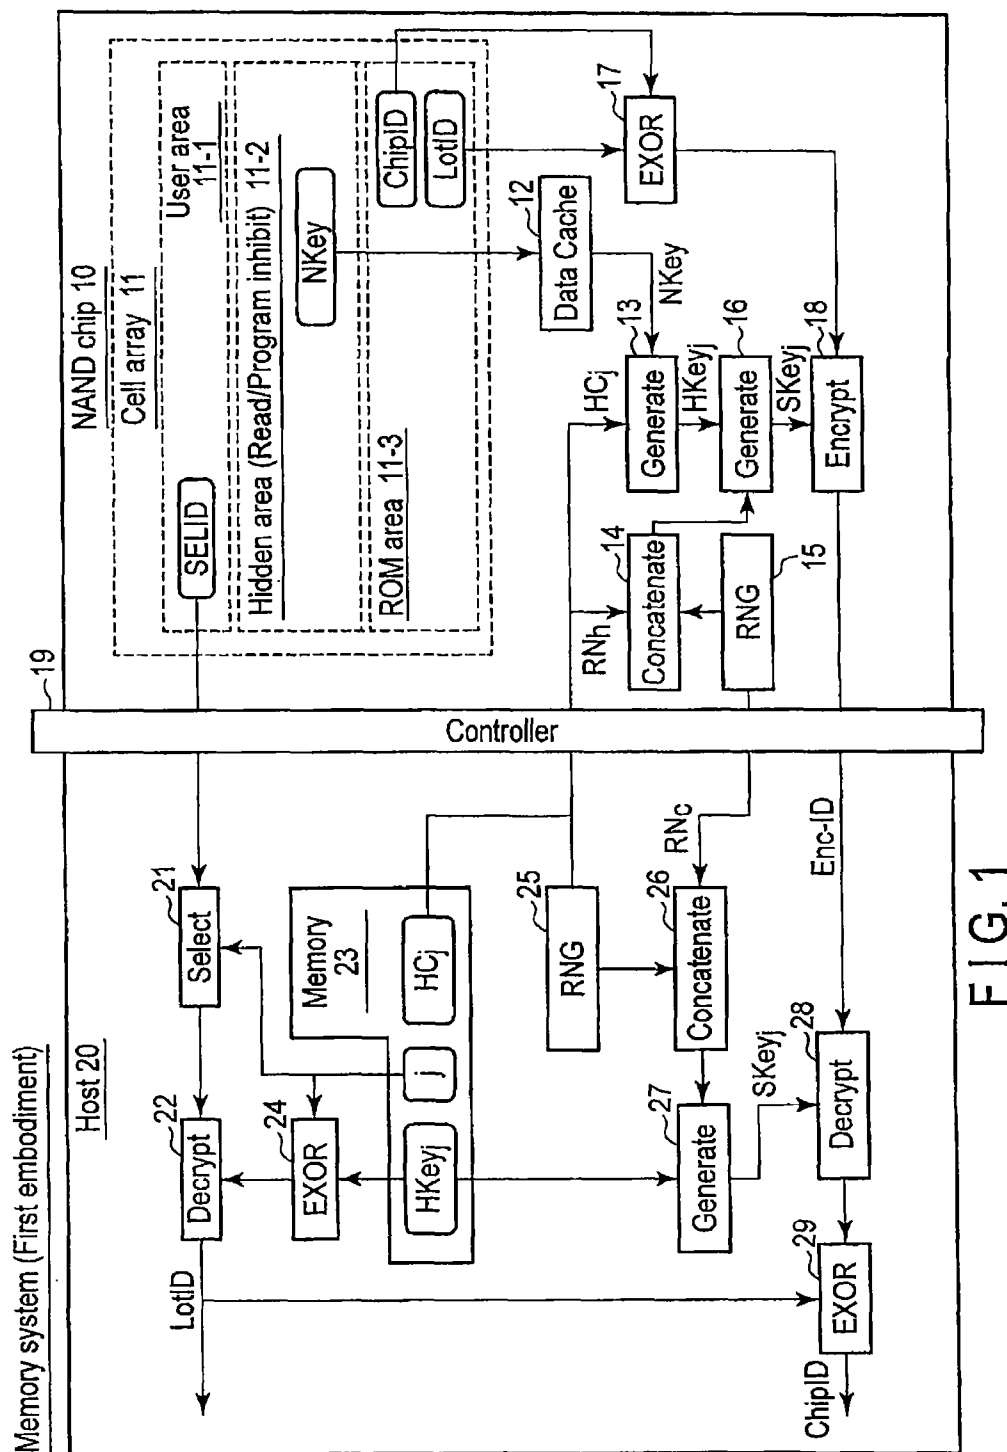 Memory system (First embodiment)
Host 20
LotID
Decrypt
22
Select
21
EXOR
24
Memory
23
HKeyj
j
HCj
RNG
25
Concatenate
26
RNc
Generate
27
SKeyj
Decrypt
28
Enc-ID
EXOR
29
ChipID
Controller
19
NAND chip 10
Cell array 11
SELID
User area
11-1
Hidden area (Read/Program inhibit) 11-2
NKey
ROM area 11-3
ChipID
LotID
Data Cache
12
NKey
EXOR
17
HCj
Generate
13
HKeyj
RNh
Concatenate
14
RNG
15
Generate
16
SKeyj
Encrypt
18
FIG. 1